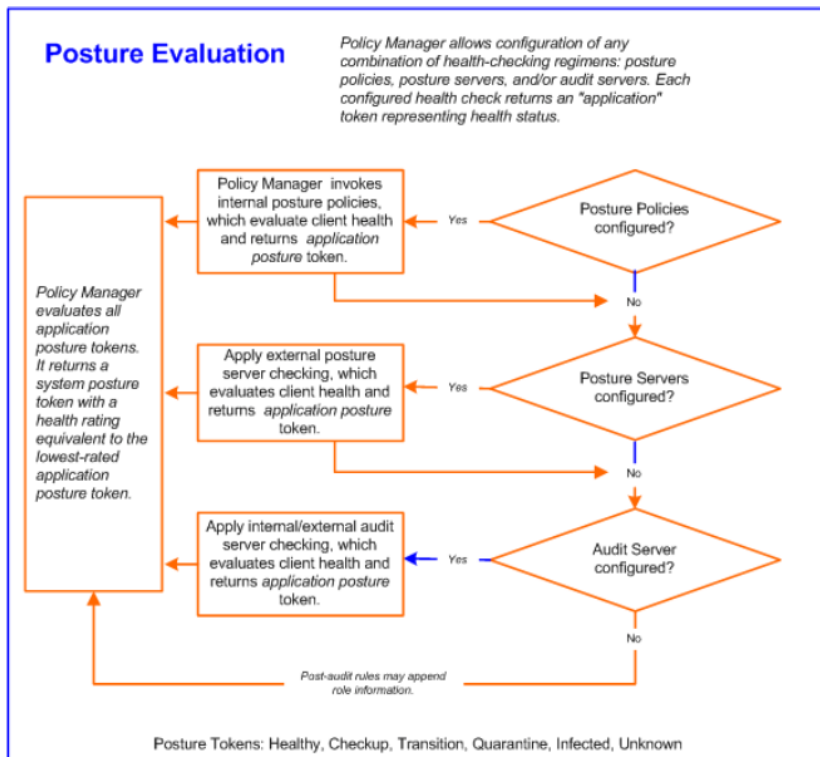 Posture Evaluation
Policy Manager allows configuration of any
combination of health-checking regimens: posture
policies, posture servers, and/or audit servers. Each
configured health check returns an "application"
token representing health status.
Policy Manager invokes
internal posture policies,
which evaluate client health
and returns application
posture token.
Yes
Posture Policies
configured?
No
Policy Manager
evaluates all
application
posture tokens.
It returns a
system posture
token with a
health rating
equivalent to the
lowest-rated
application
posture token.
Apply external posture
server checking, which
evaluates client health and
returns application posture
token.
Yes
Posture Servers
configured?
No
Apply internal/external audit
server checking, which
evaluates client health and
returns application posture
token.
Yes
Audit Server
configured?
No
Post-audit rules may append
role information.
Posture Tokens: Healthy, Checkup, Transition, Quarantine, Infected, Unknown